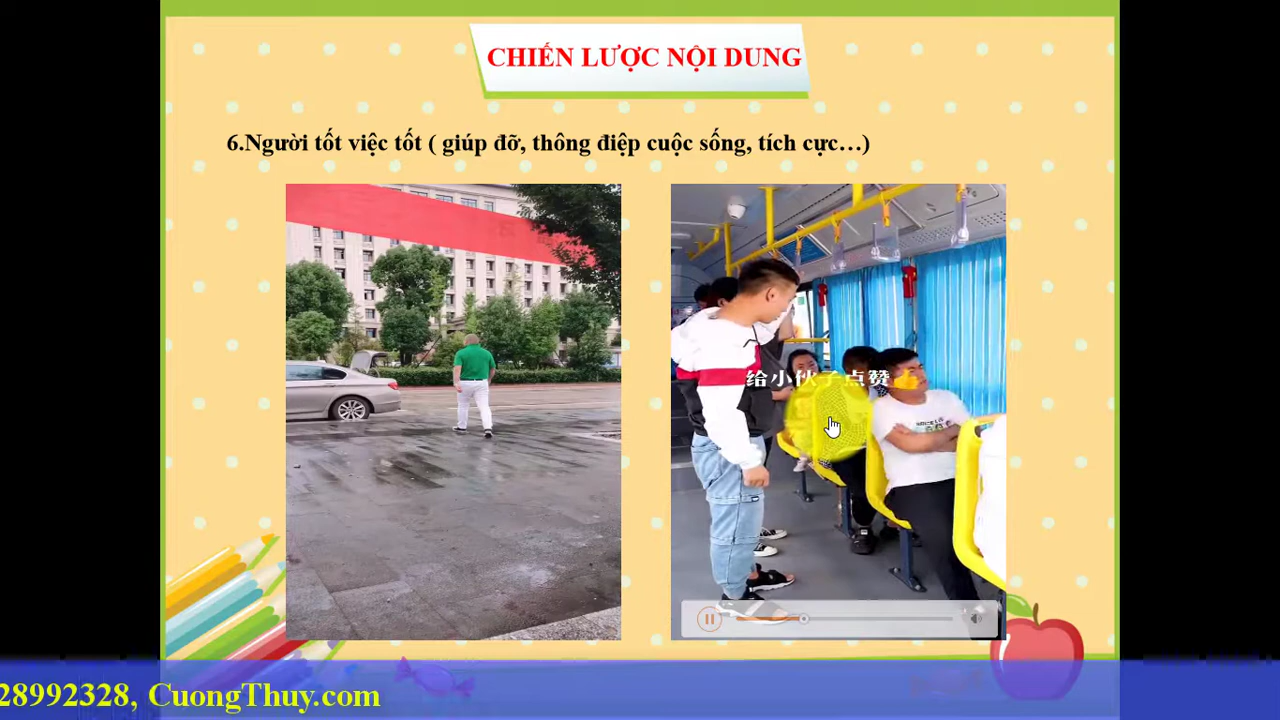 CHIẾN LƯỢC NỘI DUNG
6.Người tốt việc tốt ( giúp đỡ, thông điệp cuộc sống, tích cực…)
给小伙子点赞
28992328, CuongThuy.com